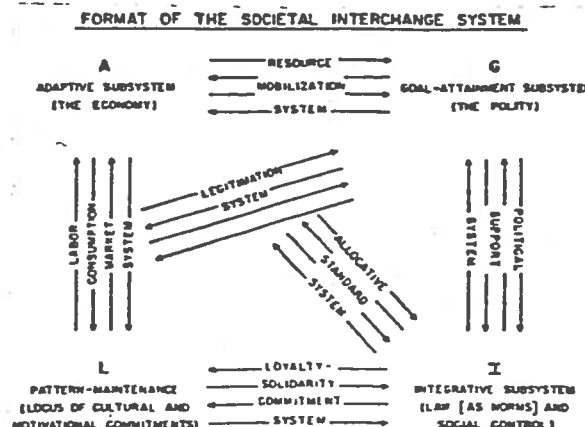 FORMAT OF THE SOCIETAL INTERCHANGE SYSTEM
A
ADAPTIVE SUBSYSTEM
(THE ECONOMY)
RESOURCE
MOBILIZATION
SYSTEM
G
GOAL-ATTAINMENT SUBSYSTE
(THE POLITY)
LABOR
CONSUMPTION
MARKET
SYSTEM
LEGITIMATION
SYSTEM
ALLOCATIVE
STANDARD
SYSTEM
POLITICAL
SUPPORT
SYSTEM
L
PATTERN-MAINTENANCE
(LOCUS OF CULTURAL AND
MOTIVATIONAL COMMITMENTS)
LOYALTY-
SOLIDARITY
COMMITMENT
SYSTEM
I
INTEGRATIVE SUBSYSTEM
(LAW [AS NORMS] AND
SOCIAL CONTROL)